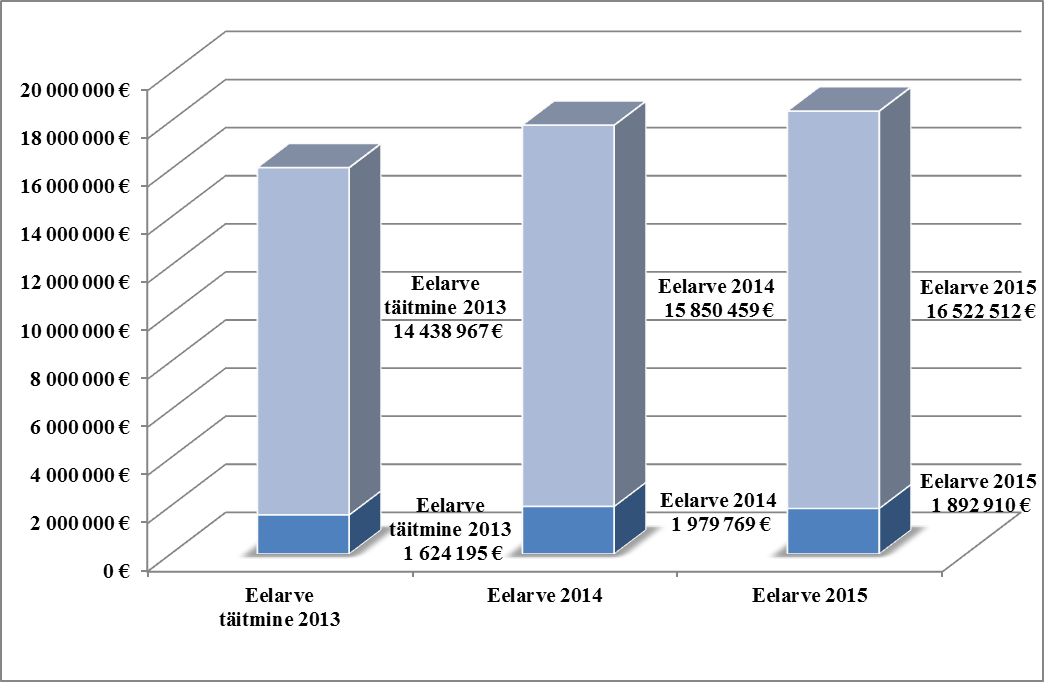 20 000 000 €
18 000 000 €
16 000 000 €
14 000 000 €
12 000 000 €
10 000 000 €
8 000 000 €
6 000 000 €
4 000 000 €
2 000 000 €
0 €
Eelarve
täitmine 2013
14 438 967 €
Eelarve 2014
15 850 459 €
Eelarve 2015
16 522 512 €
Eelarve
täitmine 2013
1 624 195 €
Eelarve 2014
1 979 769 €
Eelarve 2015
1 892 910 €
Eelarve
täitmine 2013
Eelarve 2014
Eelarve 2015